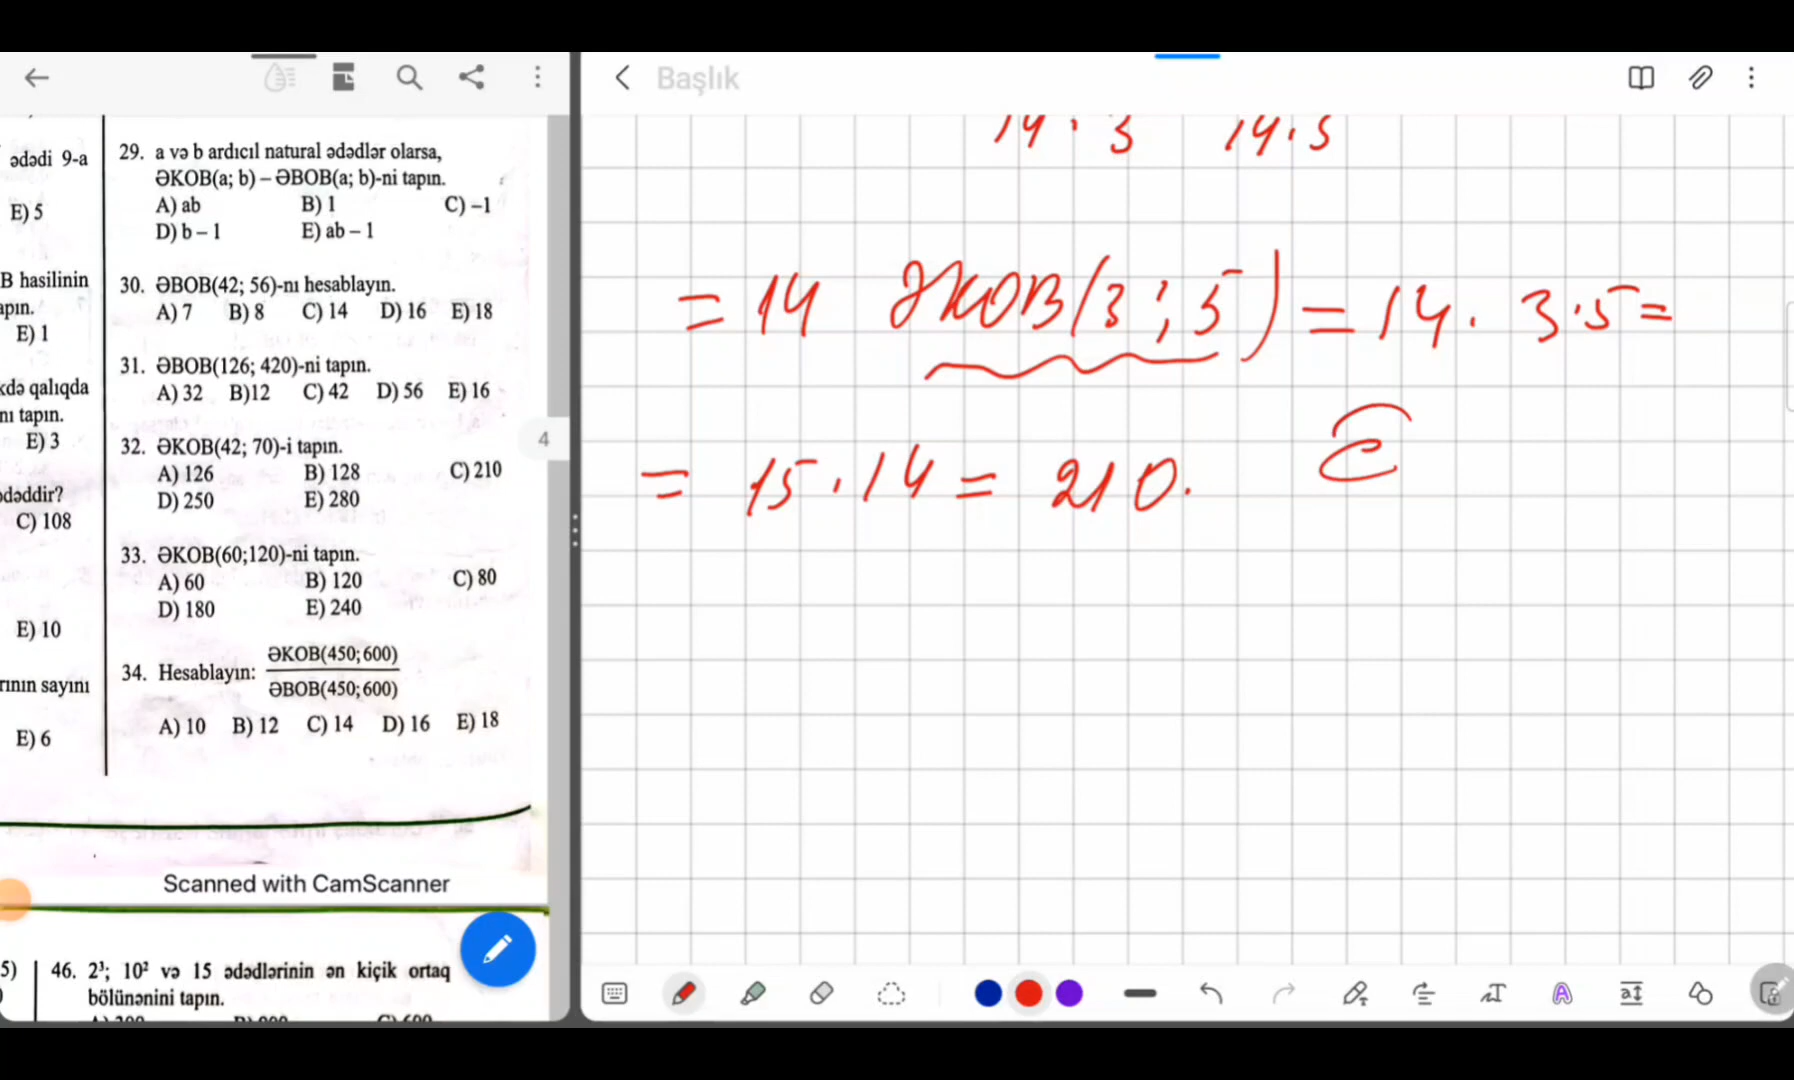 Başlık
ədədi 9-a
E) 5
B hasilinin
apın.
E) 1
kdə qalıqda
nı tapın.
E) 3
ədəddir?
C) 108
E) 10
rının sayını
E) 6
29. a və b ardıcıl natural ədədlər olarsa,
ƏKOB(a; b) – ƏBOB(a; b)-ni tapın.
A) ab B) 1 C) –1
D) b – 1 E) ab – 1
30. ƏBOB(42; 56)-nı hesablayın.
A) 7 B) 8 C) 14 D) 16 E) 18
31. ƏBOB(126; 420)-ni tapın.
A) 32 B)12 C) 42 D) 56 E) 16
32. ƏKOB(42; 70)-i tapın.
A) 126 B) 128 C) 210
D) 250 E) 280
33. ƏKOB(60;120)-ni tapın.
A) 60 B) 120 C) 80
D) 180 E) 240
34. Hesablayın: ƏKOB(450;600)
ƏBOB(450;600)
A) 10 B) 12 C) 14 D) 16 E) 18
4
Scanned with CamScanner
5)
46. 2³; 10² və 15 ədədlərinin ən kiçik ortaq
bölünənini tapın.
14 · 3 14 · 5
= 14 ƏKOB(3; 5) = 14 · 3 · 5 =
= 15 · 14 = 210.